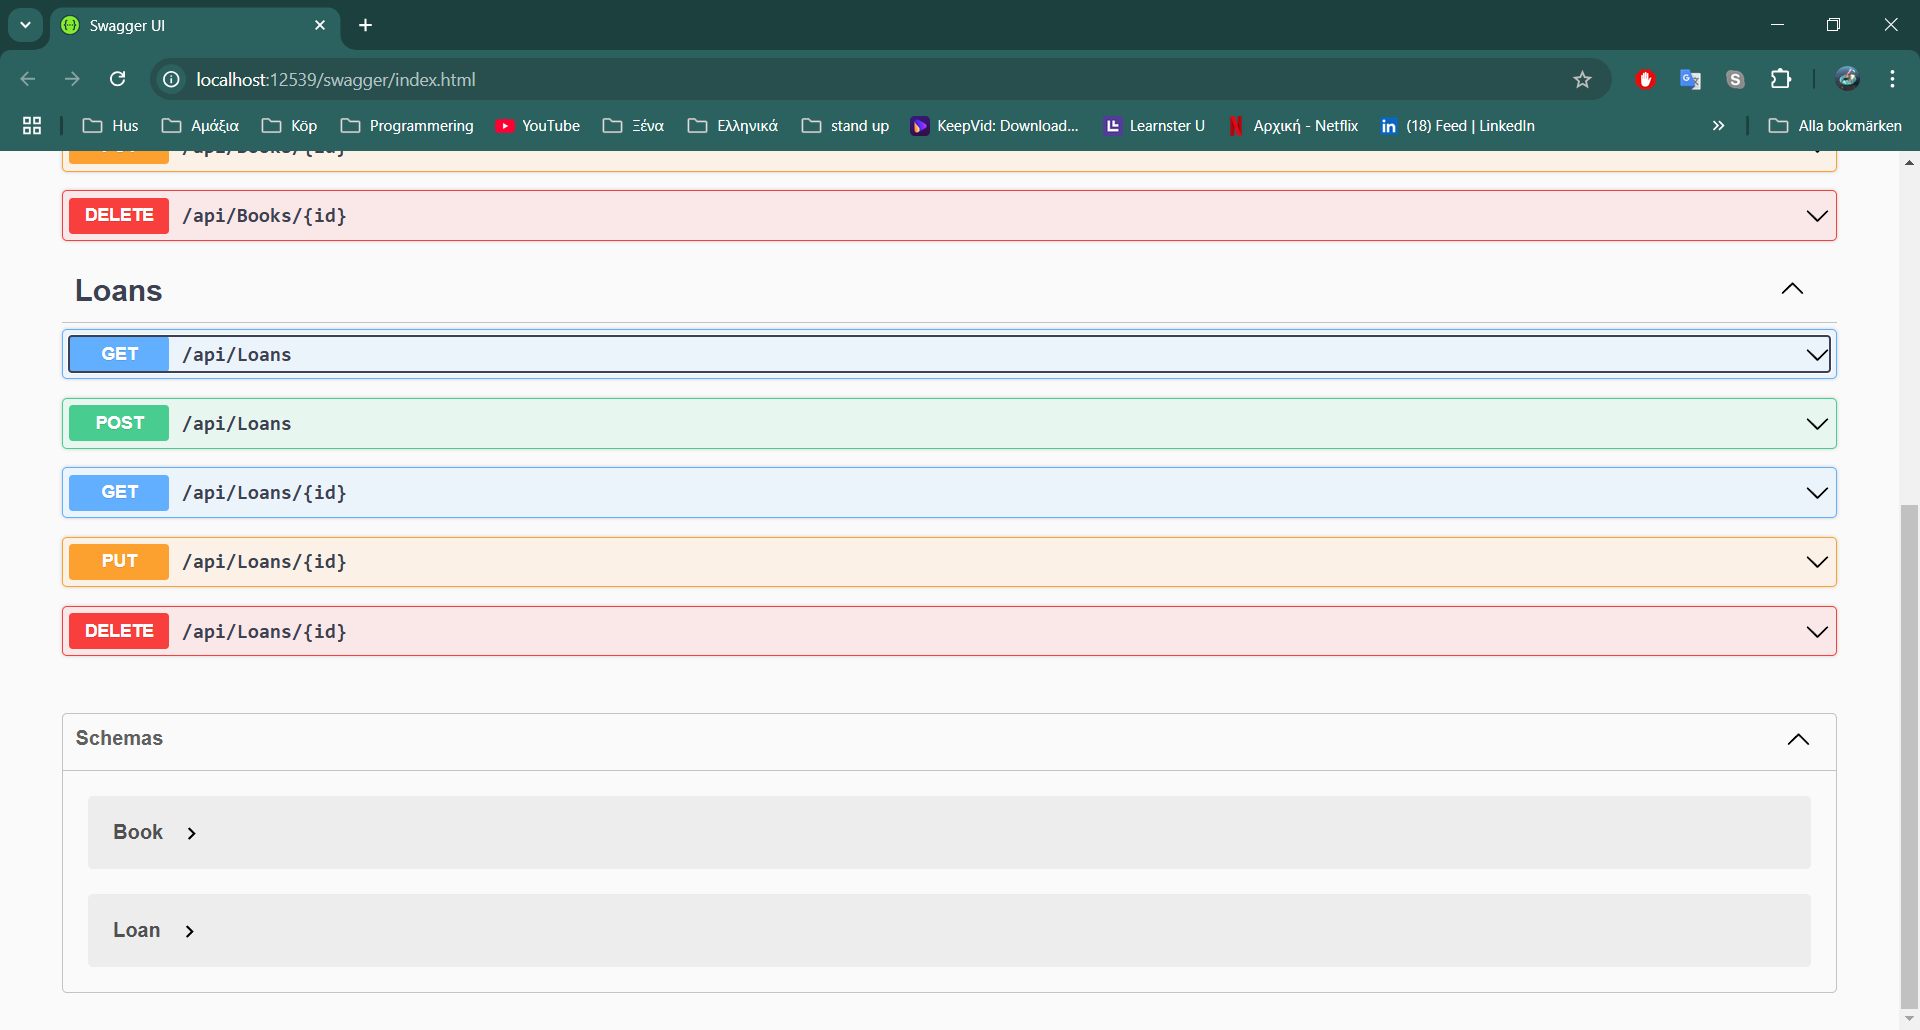 Swagger UI
localhost:12539/swagger/index.html
Hus Αμάξια Köp Programmering YouTube Ξένα Ελληνικά stand up KeepVid: Download... Learnster U Αρχική - Netflix (18) Feed | LinkedIn Alla bokmärken
/api/Books/{id}
DELETE /api/Books/{id}
Loans
GET /api/Loans
POST /api/Loans
GET /api/Loans/{id}
PUT /api/Loans/{id}
DELETE /api/Loans/{id}
Schemas
Book
Loan